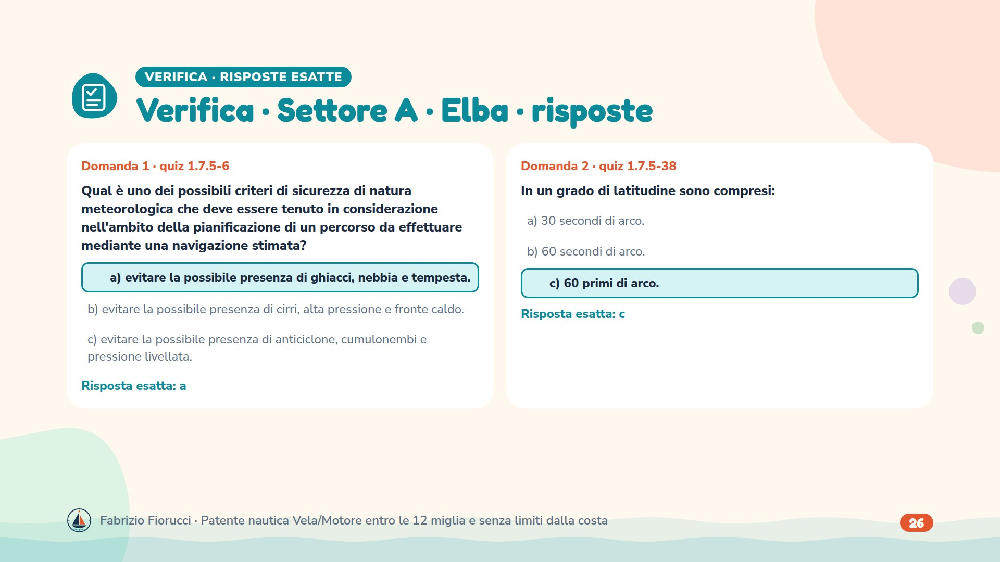 VERIFICA · RISPOSTE ESATTE
Verifica · Settore A · Elba · risposte
Domanda 1 · quiz 1.7.5-6
Qual è uno dei possibili criteri di sicurezza di natura
meteorologica che deve essere tenuto in considerazione
nell'ambito della pianificazione di un percorso da effettuare
mediante una navigazione stimata?
a) evitare la possibile presenza di ghiacci, nebbia e tempesta.
b) evitare la possibile presenza di cirri, alta pressione e fronte caldo.
c) evitare la possibile presenza di anticiclone, cumulonembi e
pressione livellata.
Risposta esatta: a
Domanda 2 · quiz 1.7.5-38
In un grado di latitudine sono compresi:
a) 30 secondi di arco.
b) 60 secondi di arco.
c) 60 primi di arco.
Risposta esatta: c
Fabrizio Fiorucci · Patente nautica Vela/Motore entro le 12 miglia e senza limiti dalla costa
26